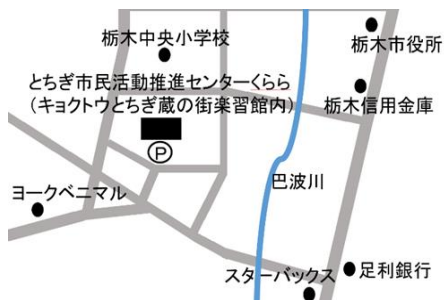 栃木中央小学校
栃木市役所
とちぎ市民活動推進センターくらら
(キョクトウとちぎ蔵の街楽習館内)
栃木信用金庫
P
ヨークベニマル
巴波川
スターバックス
足利銀行